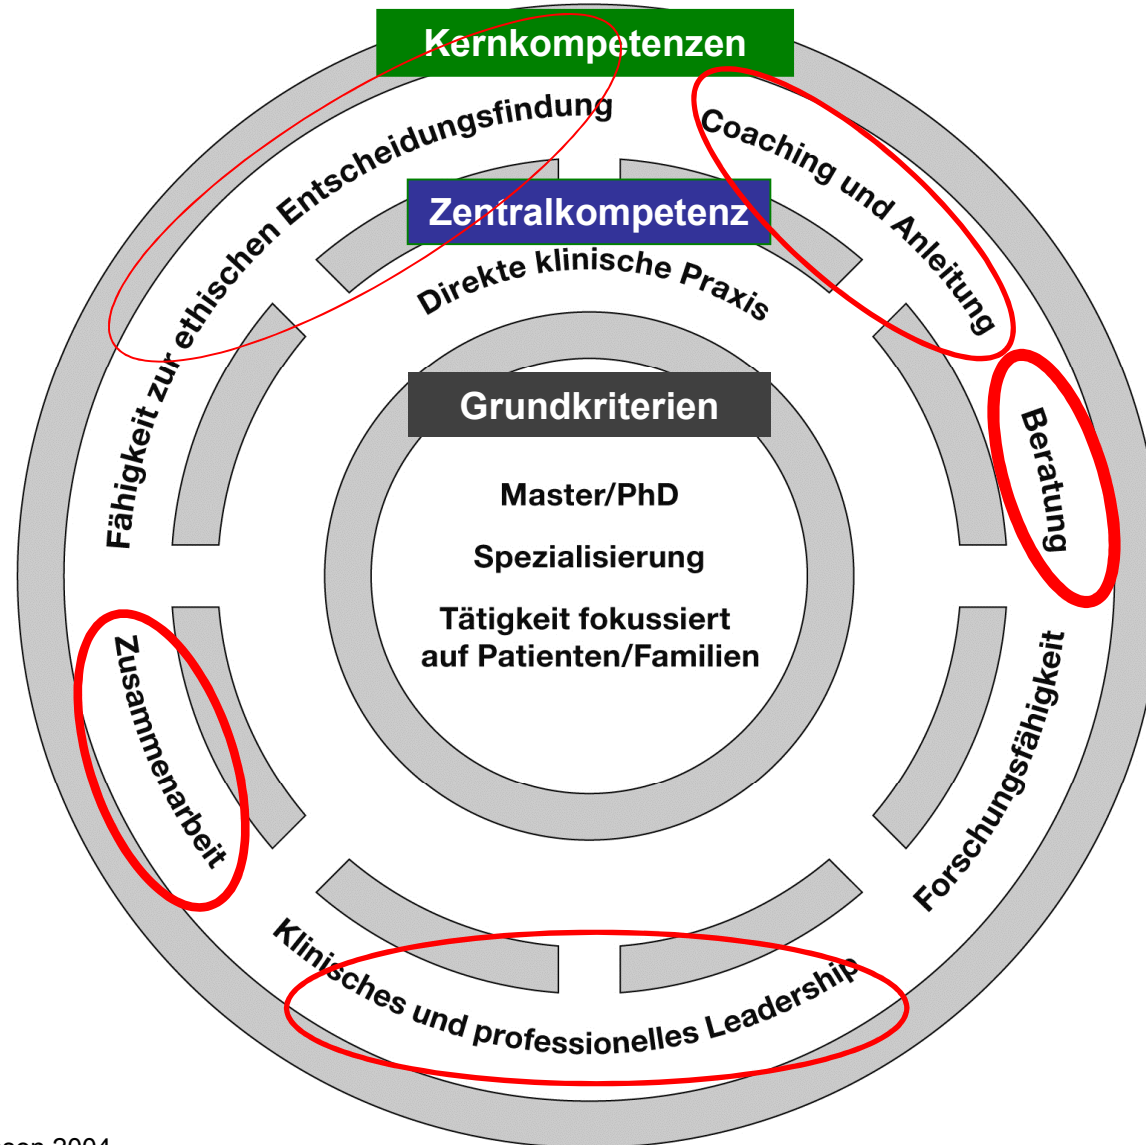 Kernkompetenzen
Fähigkeit zur ethischen Entscheidungsfindung
Coaching und Anleitung
Zentralkompetenz
Direkte klinische Praxis
Grundkriterien
Beratung
Master/PhD
Spezialisierung
Tätigkeit fokussiert
auf Patienten/Familien
Zusammenarbeit
Forschungsfähigkeit
Klinisches und professionelles Leadership
2004